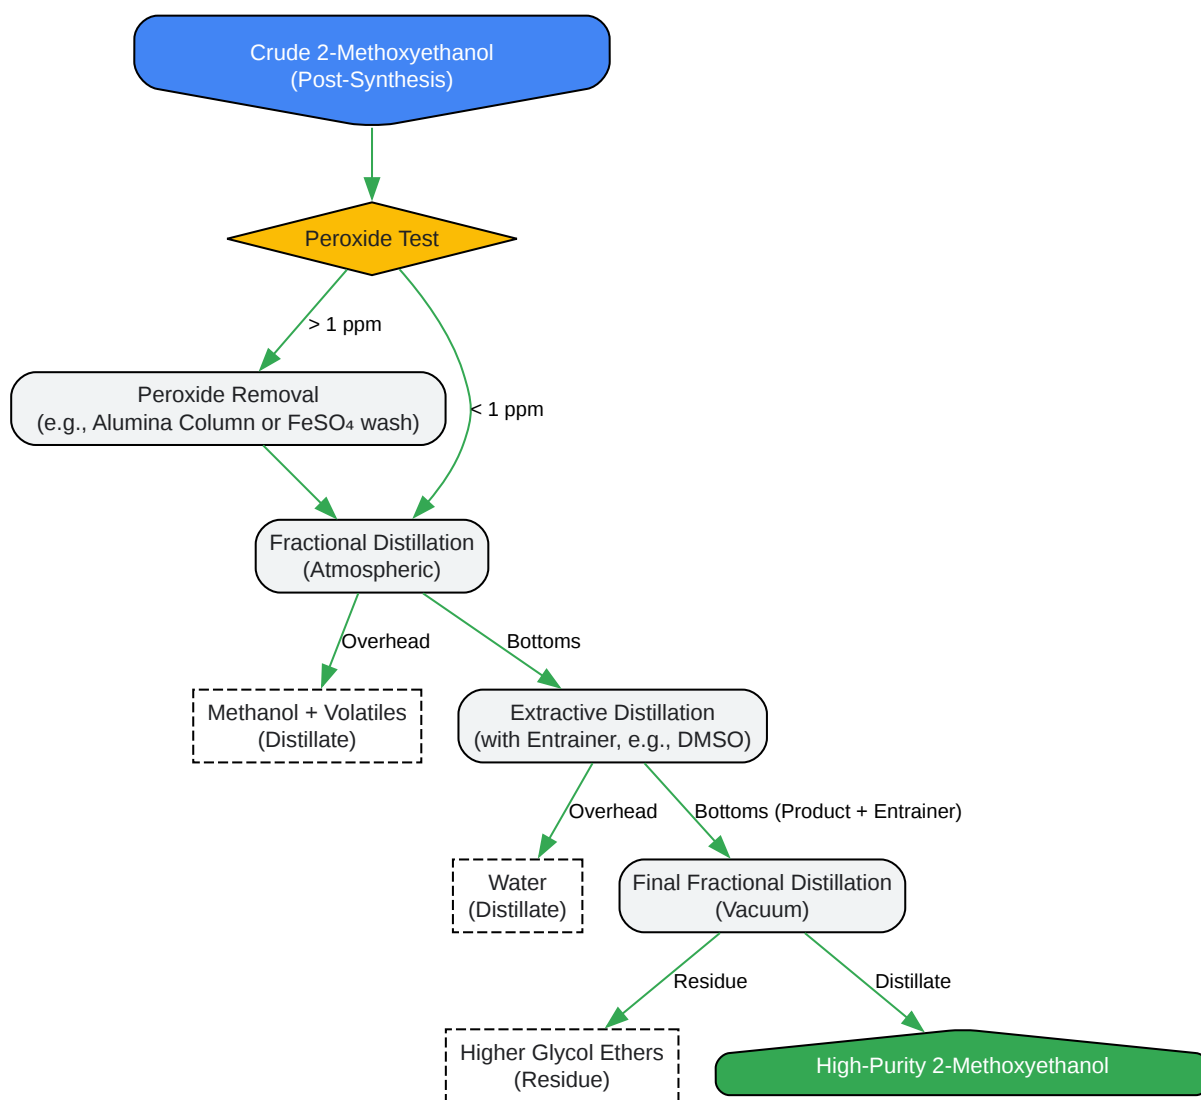 Crude 2-Methoxyethanol
(Post-Synthesis)
Peroxide Test
> 1 ppm
Peroxide Removal
(e.g., Alumina Column or FeSO₄ wash)
< 1 ppm
Fractional Distillation
(Atmospheric)
Overhead
Bottoms
Methanol + Volatiles
(Distillate)
Extractive Distillation
(with Entrainer, e.g., DMSO)
Overhead
Bottoms (Product + Entrainer)
Water
(Distillate)
Final Fractional Distillation
(Vacuum)
Residue
Distillate
Higher Glycol Ethers
(Residue)
High-Purity 2-Methoxyethanol